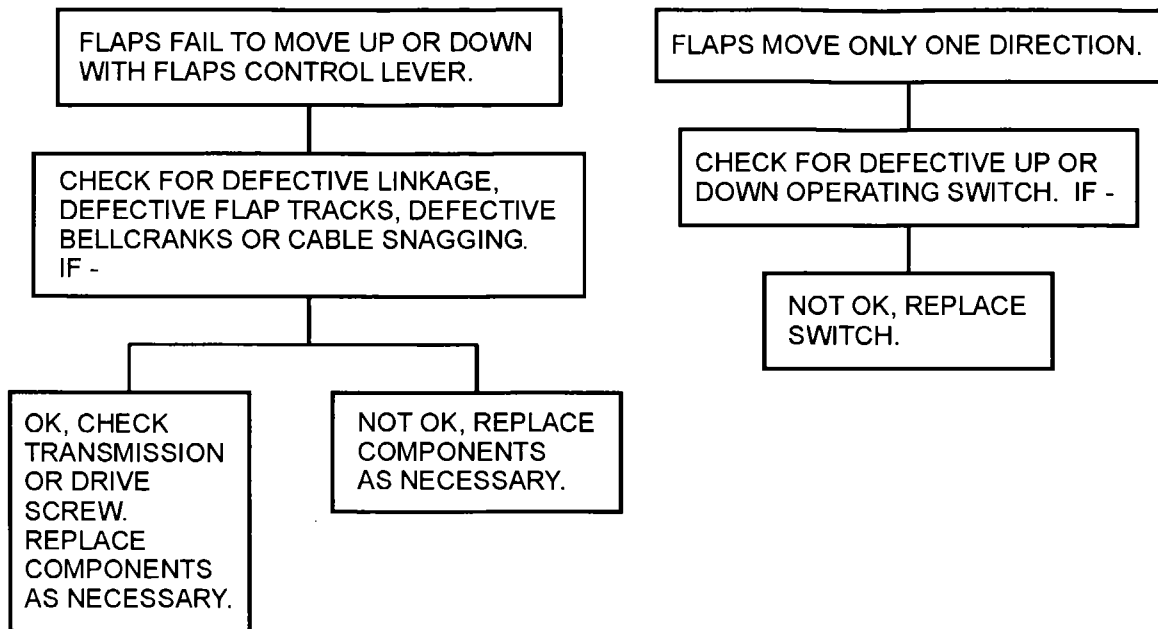 FLAPS FAIL TO MOVE UP OR DOWN
WITH FLAPS CONTROL LEVER.
CHECK FOR DEFECTIVE LINKAGE,
DEFECTIVE FLAP TRACKS, DEFECTIVE
BELLCRANKS OR CABLE SNAGGING.
IF -
OK, CHECK
TRANSMISSION
OR DRIVE
SCREW.
REPLACE
COMPONENTS
AS NECESSARY.
NOT OK, REPLACE
COMPONENTS
AS NECESSARY.
FLAPS MOVE ONLY ONE DIRECTION.
CHECK FOR DEFECTIVE UP OR
DOWN OPERATING SWITCH. IF -
NOT OK, REPLACE
SWITCH.